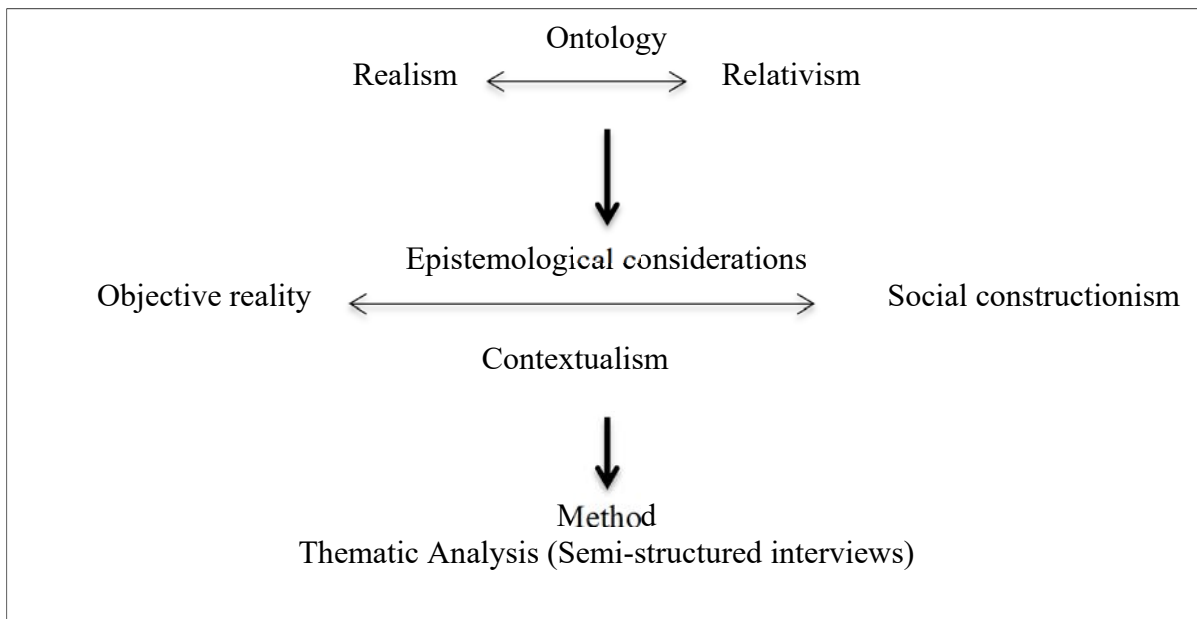 Ontology
Realism Relativism
Epistemological considerations
Objective reality Social constructionism
Contextualism
Method
Thematic Analysis (Semi-structured interviews)